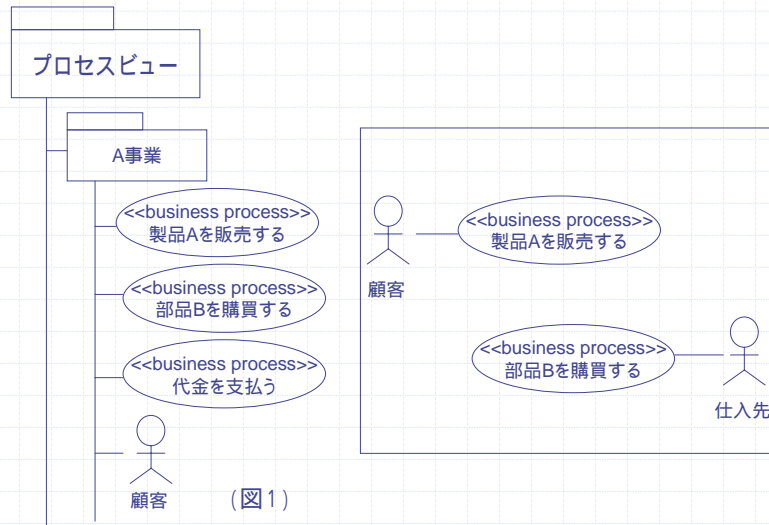 プロセスビュー
A事業
<<business process>>
製品Aを販売する
<<business process>>
部品Bを購買する
<<business process>>
代金を支払う
顧客
(図1)
顧客
<<business process>>
製品Aを販売する
<<business process>>
部品Bを購買する
仕入先